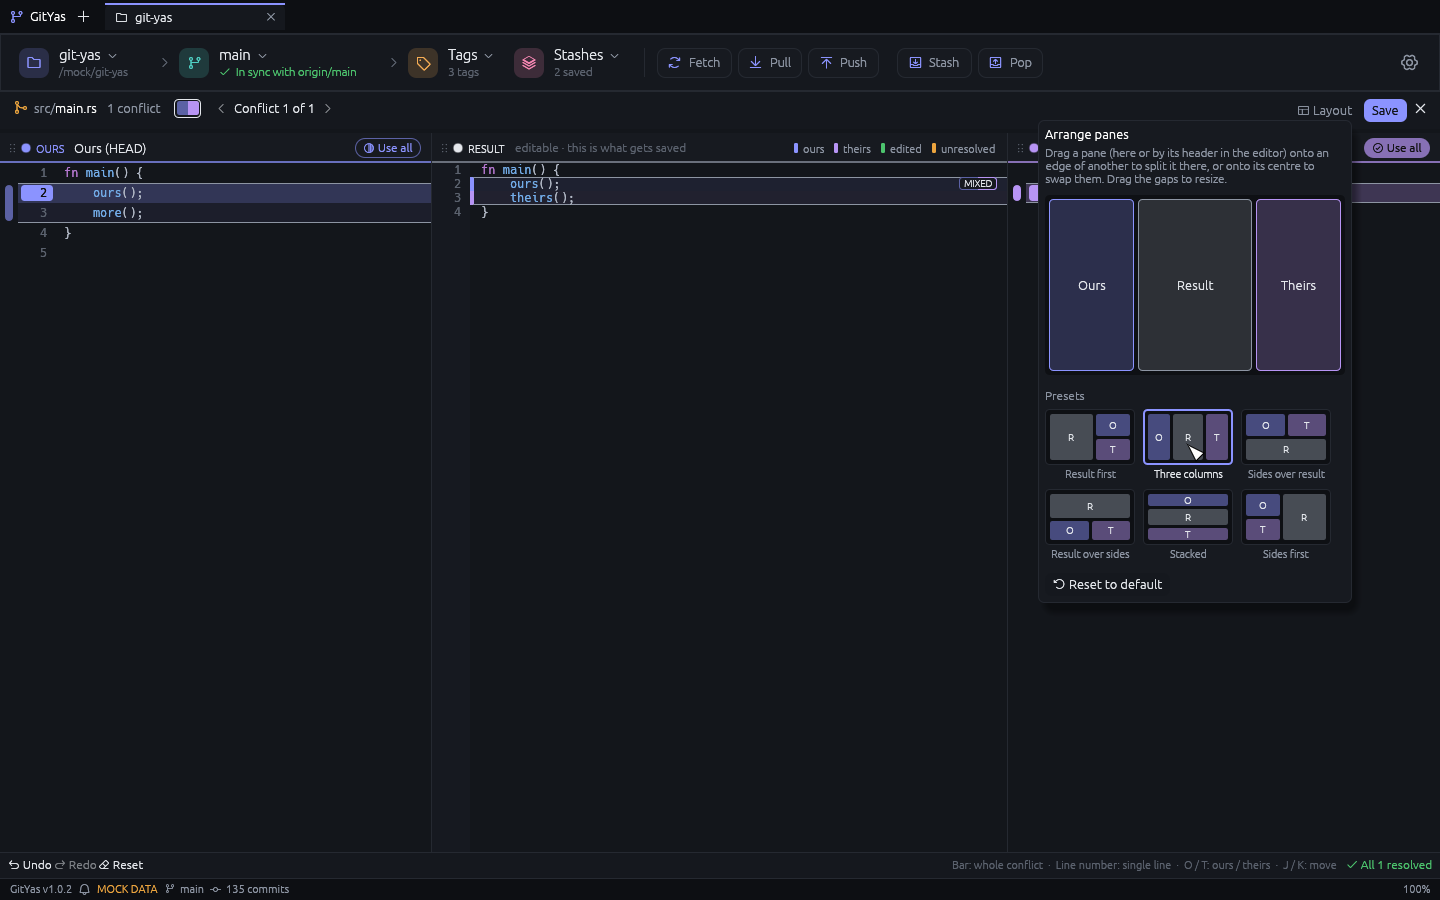 GitYas
git-yas
git-yas
/mock/git-yas
main
In sync with origin/main
Tags
3 tags
Stashes
2 saved
Fetch
Pull
Push
Stash
Pop
src/main.rs 1 conflict
Conflict 1 of 1
Layout
Save
OURS Ours (HEAD)
Use all
1 fn main() {
2 ours();
3 more();
4 }
5
RESULT editable · this is what gets saved
ours theirs edited unresolved
1 fn main() {
2 ours();
MIXED
3 theirs();
4 }
Use all
Arrange panes
Drag a pane (here or by its header in the editor) onto an
edge of another to split it there, or onto its centre to
swap them. Drag the gaps to resize.
Ours
Result
Theirs
Presets
R O T
Result first
O R T
Three columns
O T R
Sides over result
R O T
Result over sides
O R T
Stacked
O T R
Sides first
Reset to default
Undo Redo Reset
Bar: whole conflict · Line number: single line · O / T: ours / theirs · J / K: move
All 1 resolved
GitYas v1.0.2
MOCK DATA
main
135 commits
100%